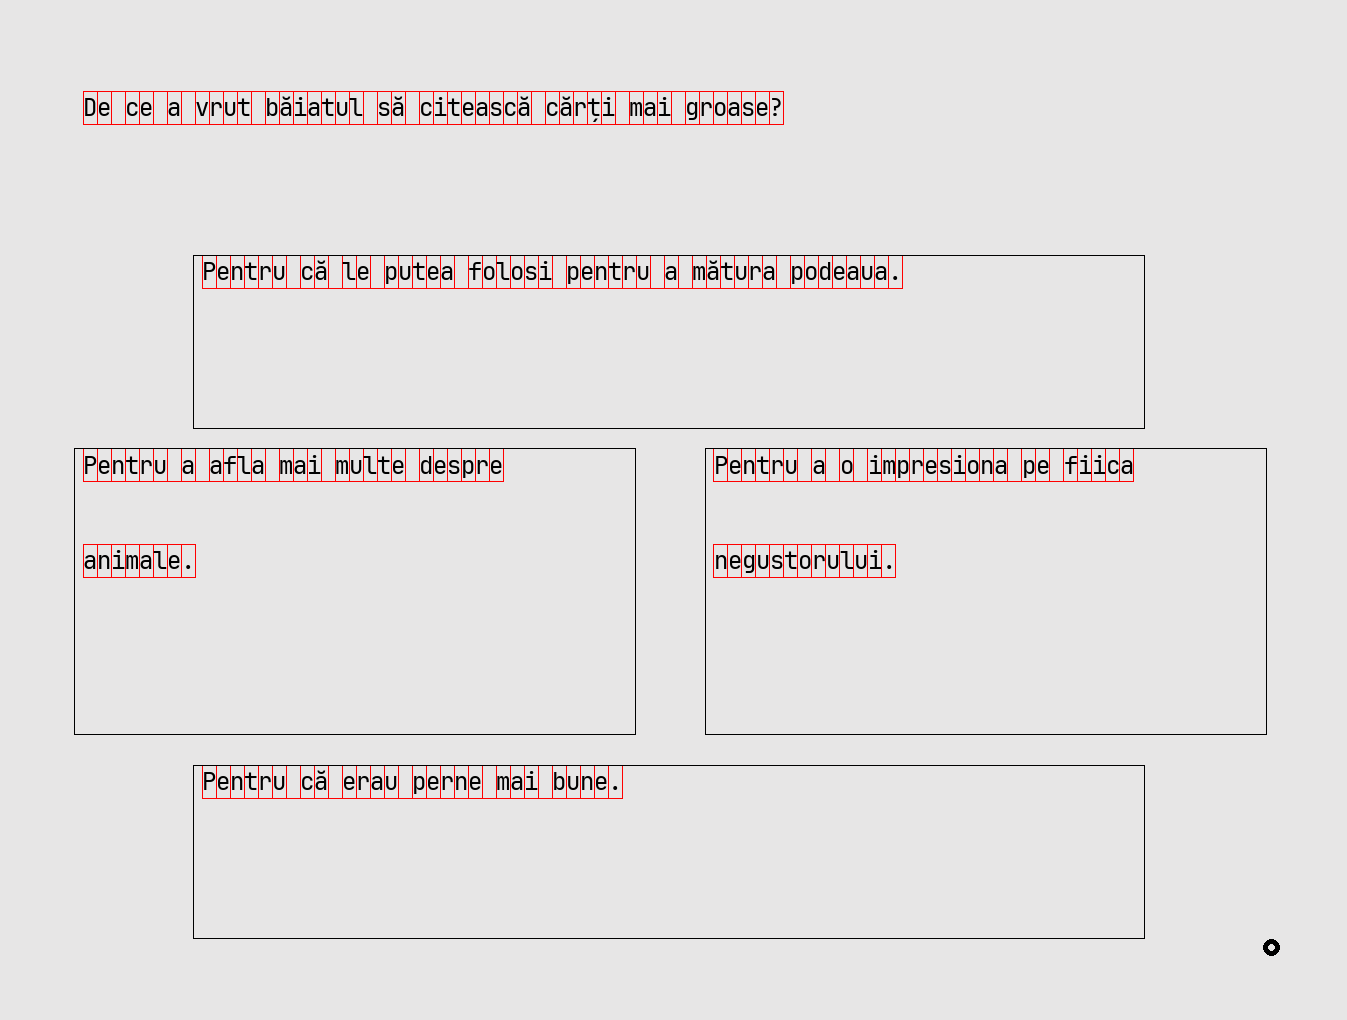 De ce a vrut băiatul să citească cărți mai groase?
Pentru că le putea folosi pentru a mătura podeaua.
Pentru a afla mai multe despre
animale.
Pentru a o impresiona pe fiica
negustorului.
Pentru că erau perne mai bune.